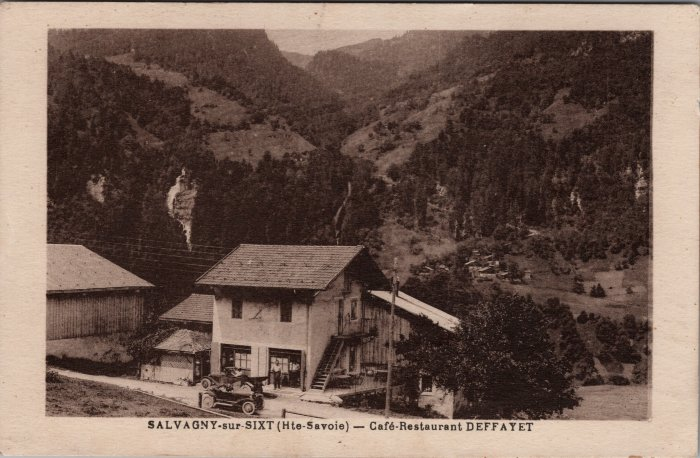 SALVAGNY-sur-SIXT (Hte-Savoie) — Café-Restaurant DEFFAYET